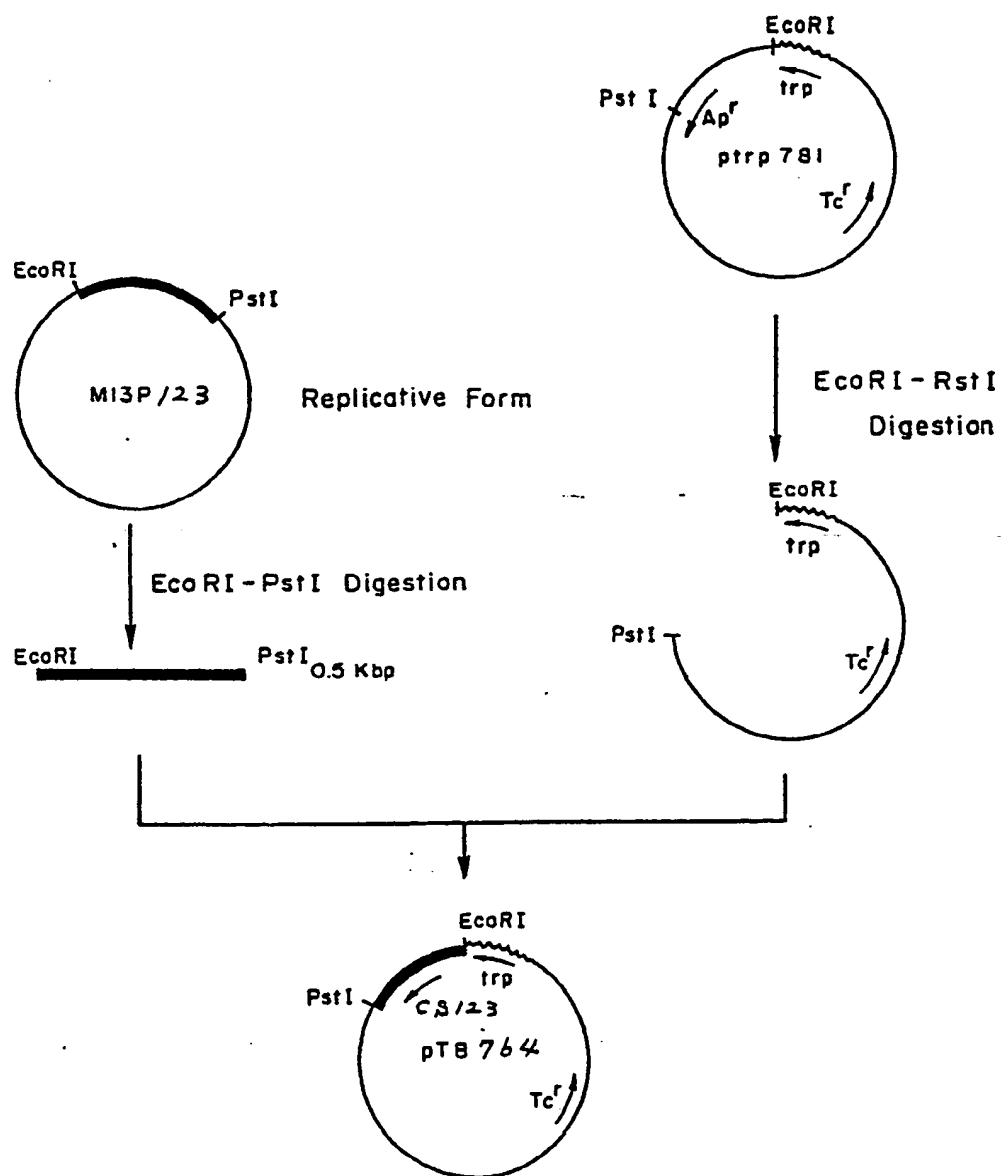 EcoRI
trp
Pst I
Apʳ
ptrp 781
Tcʳ
EcoRI
PstI
M13P/23
Replicative Form
EcoRI-RstI
Digestion
EcoRI-PstI Digestion
EcoRI
PstI
0.5 Kbp
EcoRI
trp
PstI
Tcʳ
EcoRI
trp
PstI
CS/23
pTB 764
Tcʳ